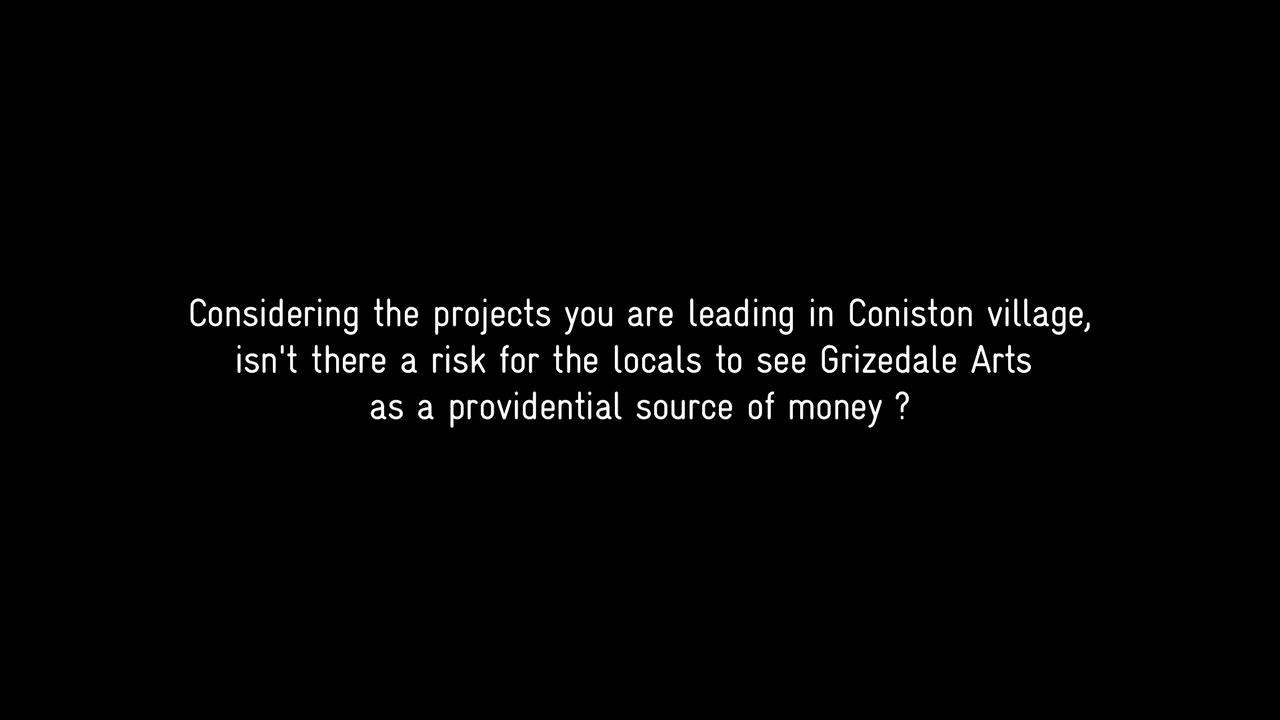 Considering the projects you are leading in Coniston village,
isn't there a risk for the locals to see Grizedale Arts
as a providential source of money ?